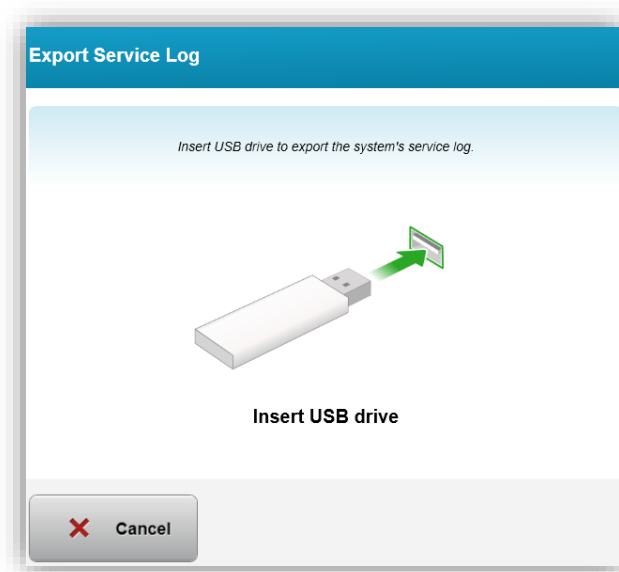 Export Service Log
Insert USB drive to export the system's service log.
Insert USB drive
Cancel